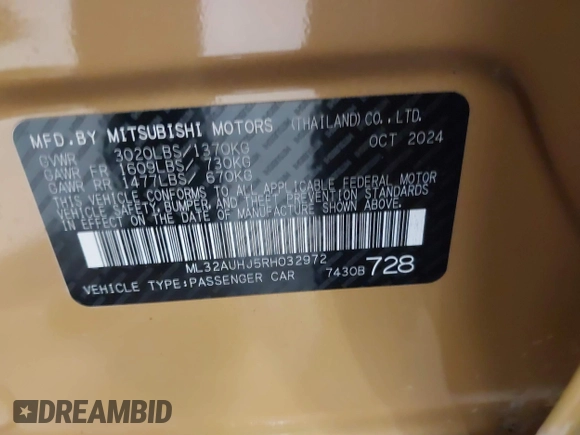 MFD.BY MITSUBISHI MOTORS (THAILAND)CO.,LTD.
OCT 2024
GVWR 3020LBS/1370KG
GAWR FR 1609LBS/ 730KG
GAWR RR 1477LBS/ 670KG
THIS VEHICLE CONFORMS TO ALL APPLICABLE FEDERAL MOTOR
VEHICLE SAFETY,BUMPER,AND THEFT PREVENTION STANDARDS
IN EFFECT ON THE DATE OF MANUFACTURE SHOWN ABOVE.
ML32AUHJ5RH032972
VEHICLE TYPE:PASSENGER CAR 7430B 728
DREAMBID